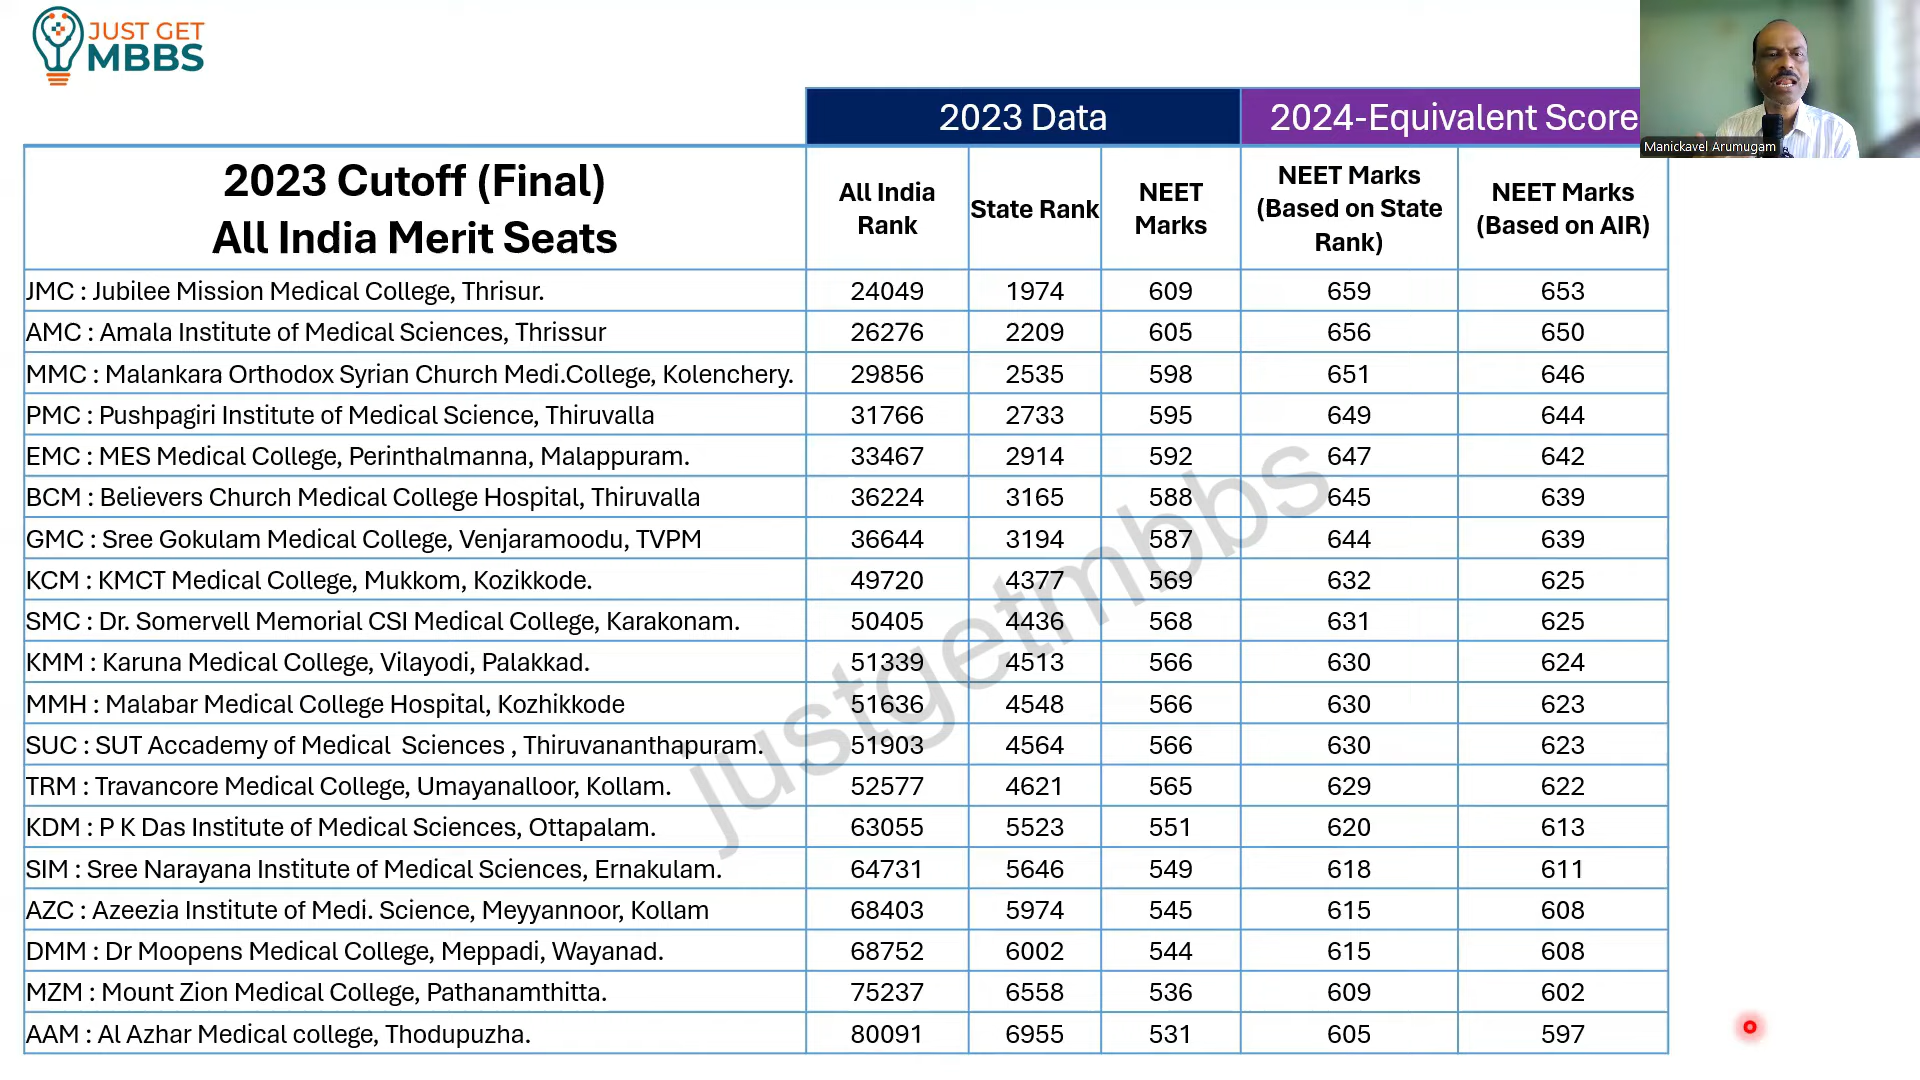 JUST GET
MBBS
Manickavel Arumugam
2023 Data 2024-Equivalent Score
2023 Cutoff (Final)
All India Merit Seats
All India
Rank
State Rank
NEET
Marks
NEET Marks
(Based on State
Rank)
NEET Marks
(Based on AIR)
JMC : Jubilee Mission Medical College, Thrisur. 24049 1974 609 659 653
AMC : Amala Institute of Medical Sciences, Thrissur 26276 2209 605 656 650
MMC : Malankara Orthodox Syrian Church Medi.College, Kolenchery. 29856 2535 598 651 646
PMC : Pushpagiri Institute of Medical Science, Thiruvalla 31766 2733 595 649 644
EMC : MES Medical College, Perinthalmanna, Malappuram. 33467 2914 592 647 642
BCM : Believers Church Medical College Hospital, Thiruvalla 36224 3165 588 645 639
GMC : Sree Gokulam Medical College, Venjaramoodu, TVPM 36644 3194 587 644 639
KCM : KMCT Medical College, Mukkom, Kozikkode. 49720 4377 569 632 625
SMC : Dr. Somervell Memorial CSI Medical College, Karakonam. 50405 4436 568 631 625
KMM : Karuna Medical College, Vilayodi, Palakkad. 51339 4513 566 630 624
MMH : Malabar Medical College Hospital, Kozhikkode 51636 4548 566 630 623
SUC : SUT Accademy of Medical Sciences , Thiruvananthapuram. 51903 4564 566 630 623
TRM : Travancore Medical College, Umayanalloor, Kollam. 52577 4621 565 629 622
KDM : P K Das Institute of Medical Sciences, Ottapalam. 63055 5523 551 620 613
SIM : Sree Narayana Institute of Medical Sciences, Ernakulam. 64731 5646 549 618 611
AZC : Azeezia Institute of Medi. Science, Meyyannoor, Kollam 68403 5974 545 615 608
DMM : Dr Moopens Medical College, Meppadi, Wayanad. 68752 6002 544 615 608
MZM : Mount Zion Medical College, Pathanamthitta. 75237 6558 536 609 602
AAM : Al Azhar Medical college, Thodupuzha. 80091 6955 531 605 597
justgetmbbs